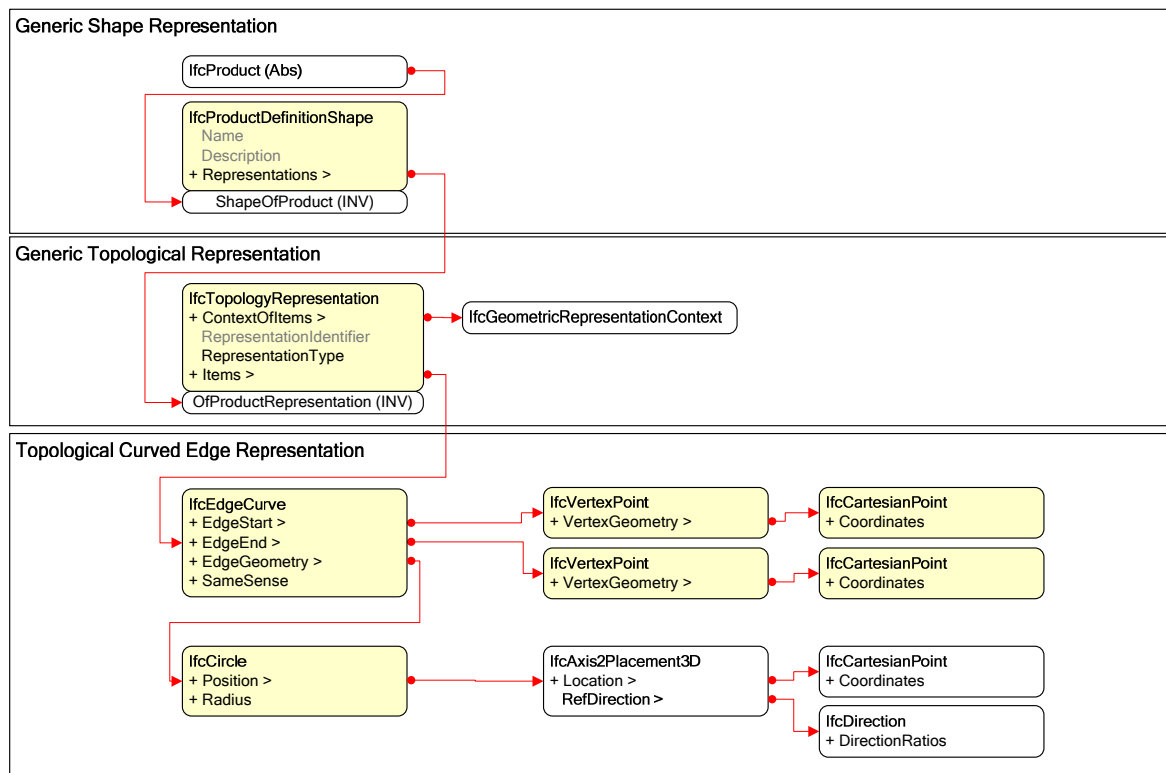 Generic Shape Representation
IfcProduct (Abs)
IfcProductDefinitionShape
Name
Description
+ Representations >
ShapeOfProduct (INV)
Generic Topological Representation
IfcTopologyRepresentation
+ ContextOfItems >
RepresentationIdentifier
RepresentationType
+ Items >
OfProductRepresentation (INV)
IfcGeometricRepresentationContext
Topological Curved Edge Representation
IfcEdgeCurve
+ EdgeStart >
+ EdgeEnd >
+ EdgeGeometry >
+ SameSense
IfcVertexPoint
+ VertexGeometry >
IfcCartesianPoint
+ Coordinates
IfcVertexPoint
+ VertexGeometry >
IfcCartesianPoint
+ Coordinates
IfcCircle
+ Position >
+ Radius
IfcAxis2Placement3D
+ Location >
RefDirection >
IfcCartesianPoint
+ Coordinates
IfcDirection
+ DirectionRatios